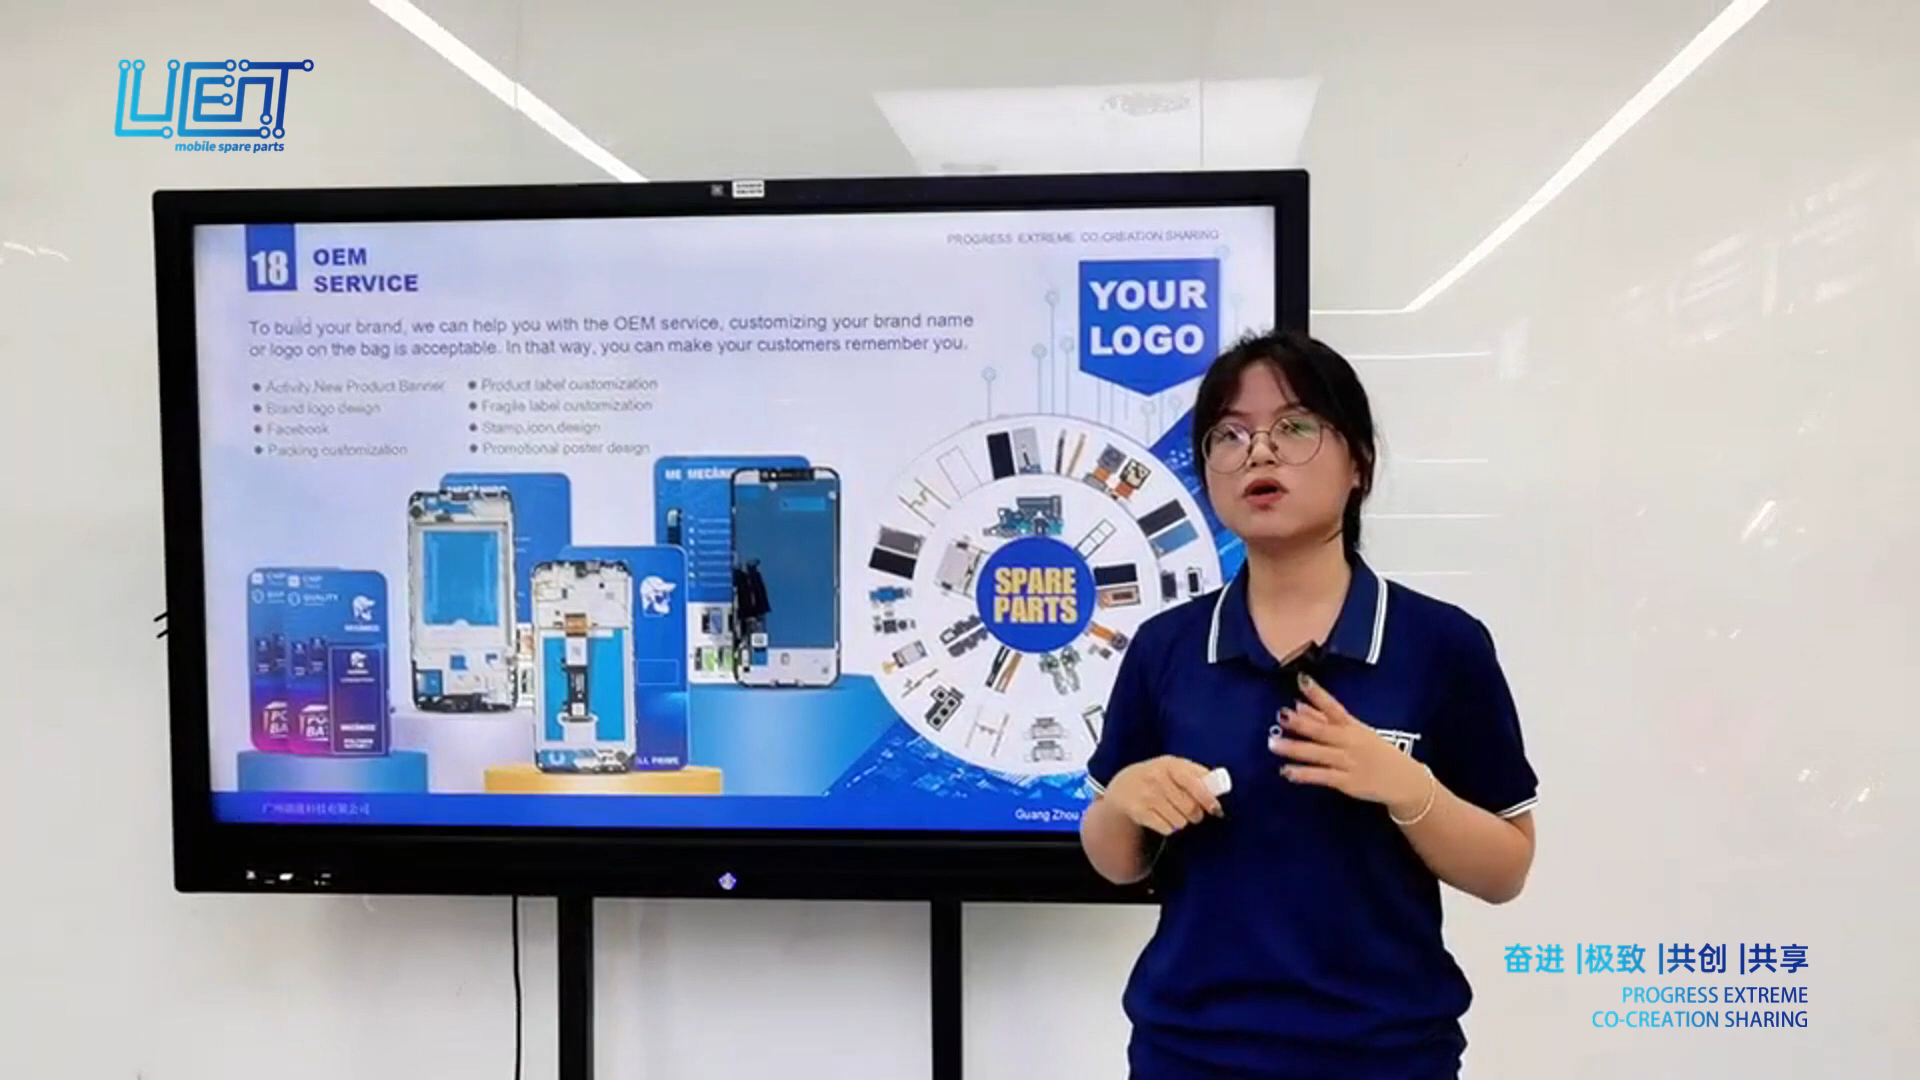 UENT
mobile spare parts
PROGRESS EXTREME CO-CREATION SHARING
18
OEM
SERVICE
YOUR
LOGO
To build your brand, we can help you with the OEM service, customizing your brand name
or logo on the bag is acceptable. In that way, you can make your customers remember you.
Activity,New Product Banner
Brand logo design
Facebook
Packing customization
Product label customization
Fragile label customization
Stamp,icon,design
Promotional poster design
SPARE
PARTS
QUALITY
Guang Zhou
奋进 |极致 |共创 |共享
PROGRESS EXTREME
CO-CREATION SHARING